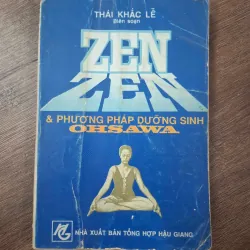 THÁI KHẮC LỄ
Biên soạn
ZEN
ZEN
& PHƯƠNG PHÁP DƯỠNG SINH
OHSAWA
NHÀ XUẤT BẢN TỔNG HỢP HẬU GIANG